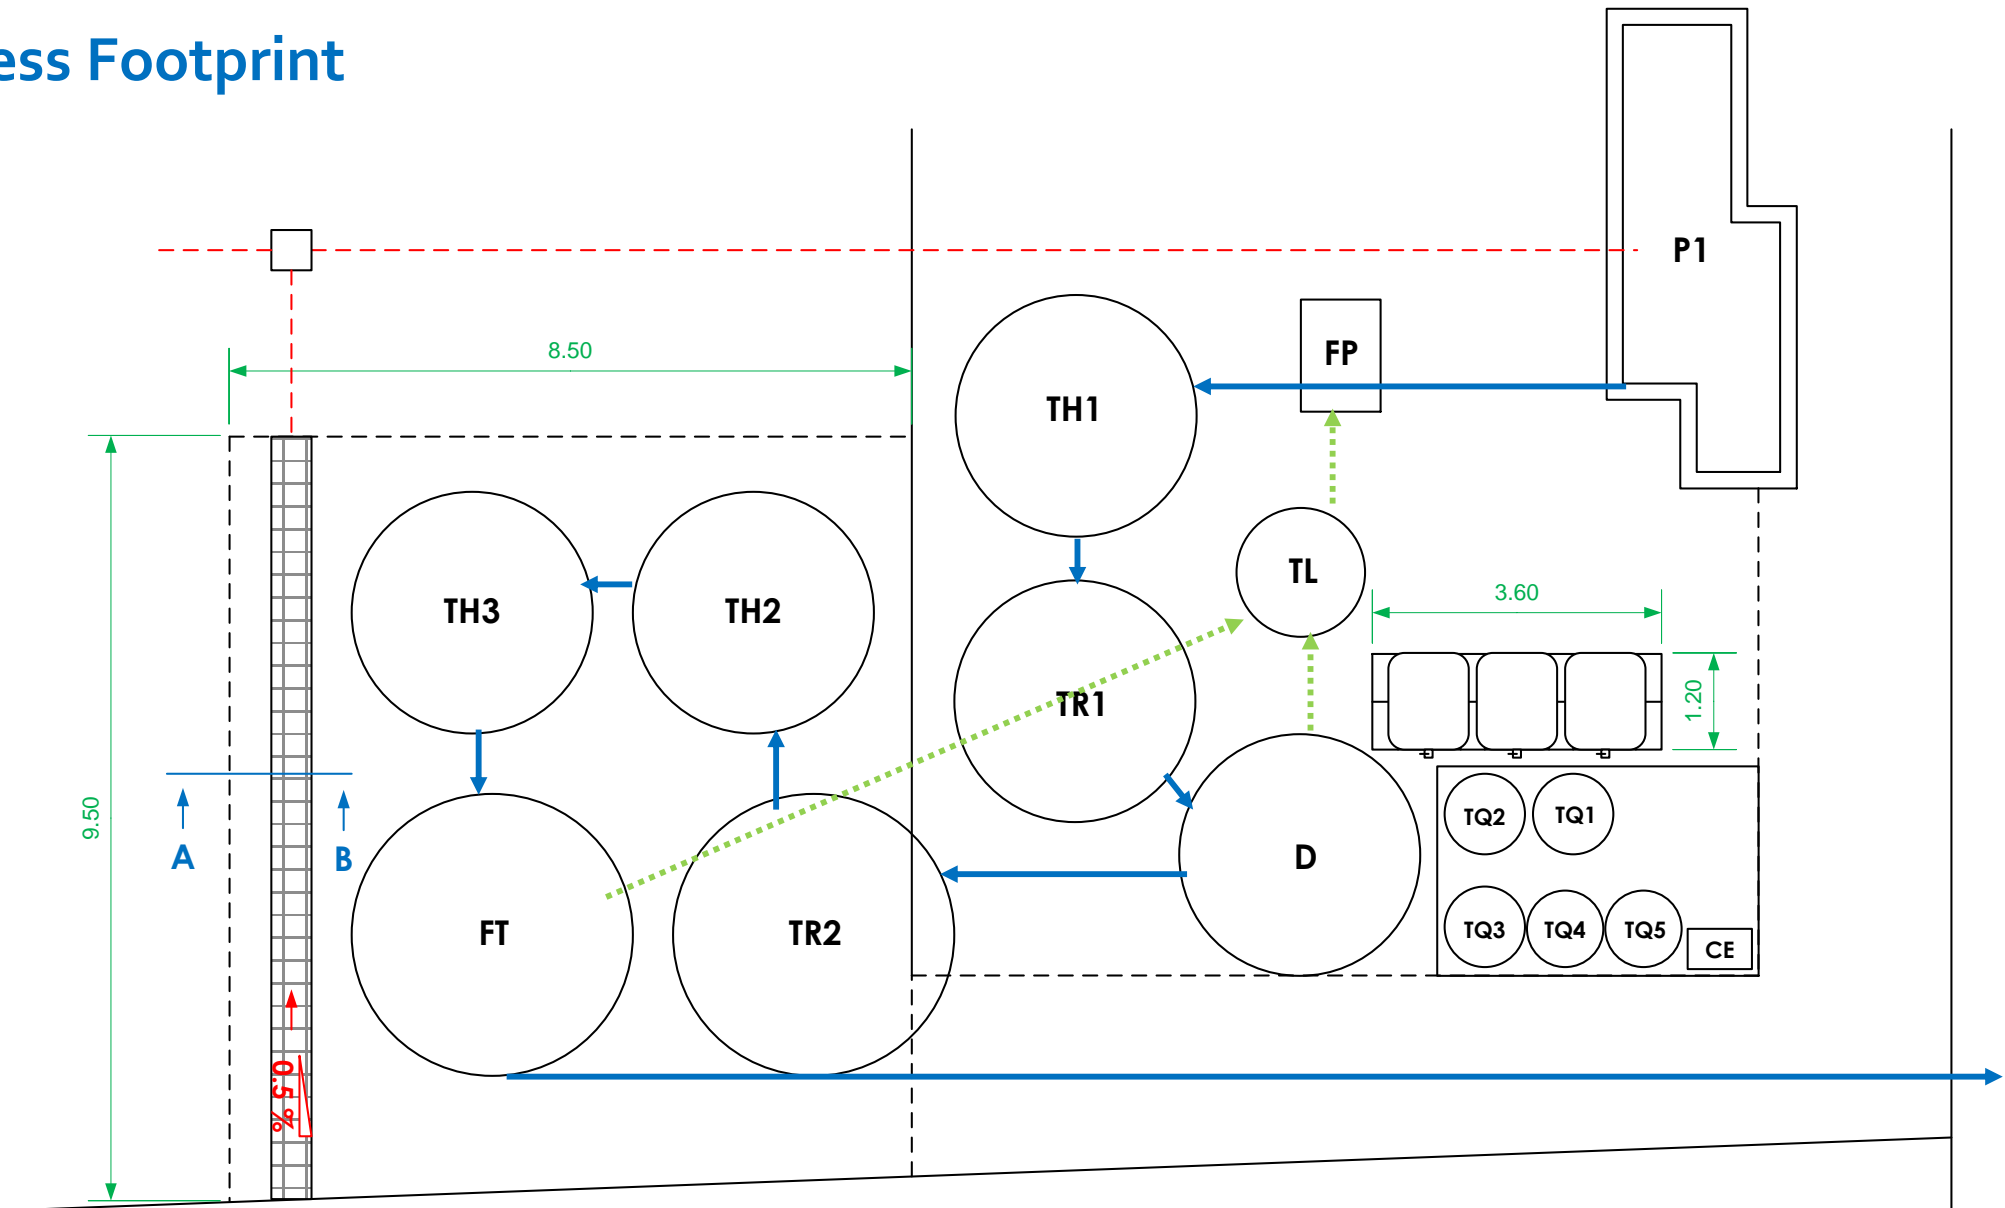 ess Footprint
P1
8.50
FP
TH1
TL
3.60
TH3
TH2
TR1
1.20
9.50
TQ2
TQ1
A
B
D
FT
TR2
TQ3
TQ4
TQ5
CE
0.5 %